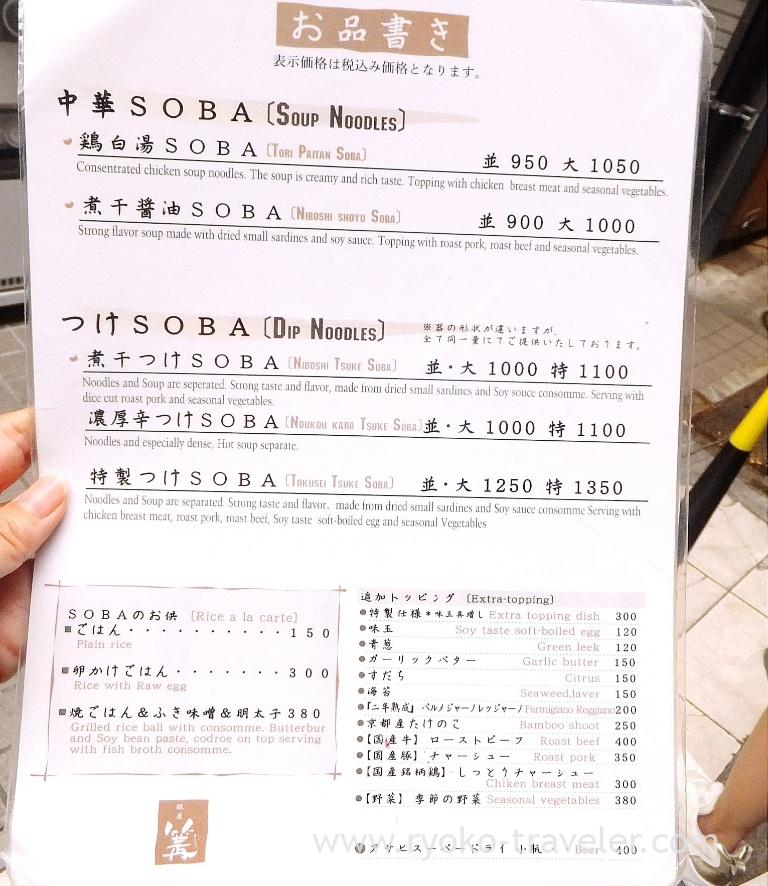 お品書き
表示価格は税込み価格となります。
中華SOBA〔SOUP NOODLES〕
鶏白湯SOBA〔TORI PAITAN SOBA〕 並 950 大 1050
Consentrated chicken soup noodles. The soup is creamy and rich taste. Topping with chicken breast meat and seasonal vegetables.
煮干醤油SOBA〔NIBOSHI SHOYU SOBA〕 並 900 大 1000
Strong flavor soup made with dried small sardines and soy sauce. Topping with roast pork, roast beef and seasonal vegetables.
つけSOBA〔DIP NOODLES〕
※器の形状が違いますが、
全て同一量にてご提供いたしております。
煮干つけSOBA〔NIBOSHI TSUKE SOBA〕 並・大 1000 特 1100
Noodles and Soup are seperated. Strong taste and flavor, made from dried small sardines and Soy souce consomme. Serving with
dice cut roast pork and seasonal vegetables.
濃厚辛つけSOBA〔NOUKOU KARA TSUKE SOBA〕 並・大 1000 特 1100
Noodles and especially dense, Hot soup separate.
特製つけSOBA〔TOKUSEI TSUKE SOBA〕 並・大 1250 特 1350
Noodles and Soup are separated. Strong taste and flavor. made from dried small sardines and Soy sauce consomme Serving with
chicken breast meat, roast pork, roast beef, Soy taste soft-boiled egg and seasonal Vegetables
SOBAのお供 〔Rice a la carte〕
■ごはん・・・・・・・・・・150
Plain rice
■卵かけごはん・・・・・・・300
Rice with Raw egg
■焼ごはん&ふき味噌&明太子380
Grilled rice ball with consomme. Butterbur
and Soy bean paste, codroe on top serving
with fish broth consomme.
銀座
篝
追加トッピング 〔Extra-topping〕
●特製仕様*味玉具増し Extra topping dish 300
●味玉 Soy taste soft-boiled egg 120
●青葱 Green leek 120
●ガーリックバター Garlic butter 150
●すだち Citrus 150
●海苔 Seaweed,laver 150
●『二年熟成』パルメジャーノレッジャーノ Parmigiano Reggiano 200
●京都産たけのこ Bamboo shoot 250
●【国産牛】ローストビーフ Roast beef 400
●【国産豚】チャーシュー Roast pork 350
●【国産銘柄鶏】しっとりチャーシュー
Chiken breast meat 300
●【野菜】季節の野菜 Seasonal vegetables 380
●アサヒスーパードライ 小瓶 Beer 400
www.ryoko-traveler.com